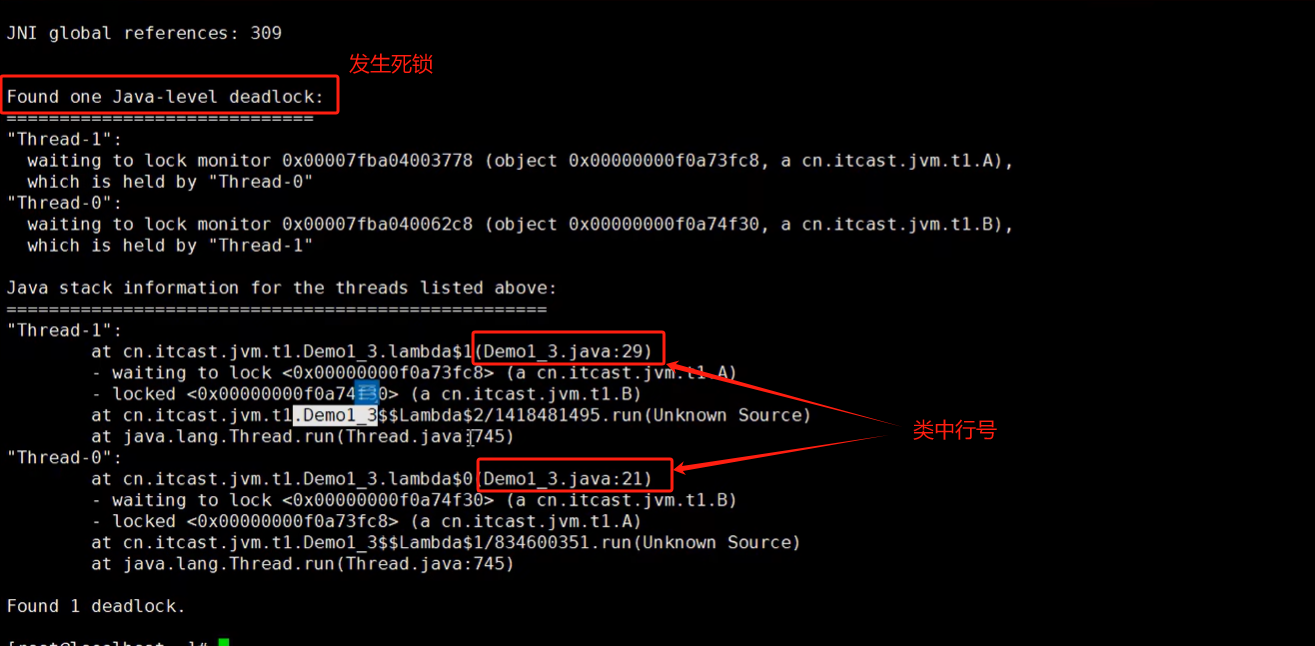 JNI global references: 309
发生死锁
Found one Java-level deadlock:
=============================
"Thread-1":
  waiting to lock monitor 0x00007fba04003778 (object 0x00000000f0a73fc8, a cn.itcast.jvm.t1.A),
  which is held by "Thread-0"
"Thread-0":
  waiting to lock monitor 0x00007fba040062c8 (object 0x00000000f0a74f30, a cn.itcast.jvm.t1.B),
  which is held by "Thread-1"
Java stack information for the threads listed above:
===================================================
"Thread-1":
        at cn.itcast.jvm.t1.Demo1_3.lambda$1(Demo1_3.java:29)
        - waiting to lock <0x00000000f0a73fc8> (a cn.itcast.jvm.t1.A)
        - locked <0x00000000f0a74f30> (a cn.itcast.jvm.t1.B)
        at cn.itcast.jvm.t1.Demo1_3$$Lambda$2/1418481495.run(Unknown Source)
        at java.lang.Thread.run(Thread.java:745)
类中行号
"Thread-0":
        at cn.itcast.jvm.t1.Demo1_3.lambda$0(Demo1_3.java:21)
        - waiting to lock <0x00000000f0a74f30> (a cn.itcast.jvm.t1.B)
        - locked <0x00000000f0a73fc8> (a cn.itcast.jvm.t1.A)
        at cn.itcast.jvm.t1.Demo1_3$$Lambda$1/834600351.run(Unknown Source)
        at java.lang.Thread.run(Thread.java:745)
Found 1 deadlock.